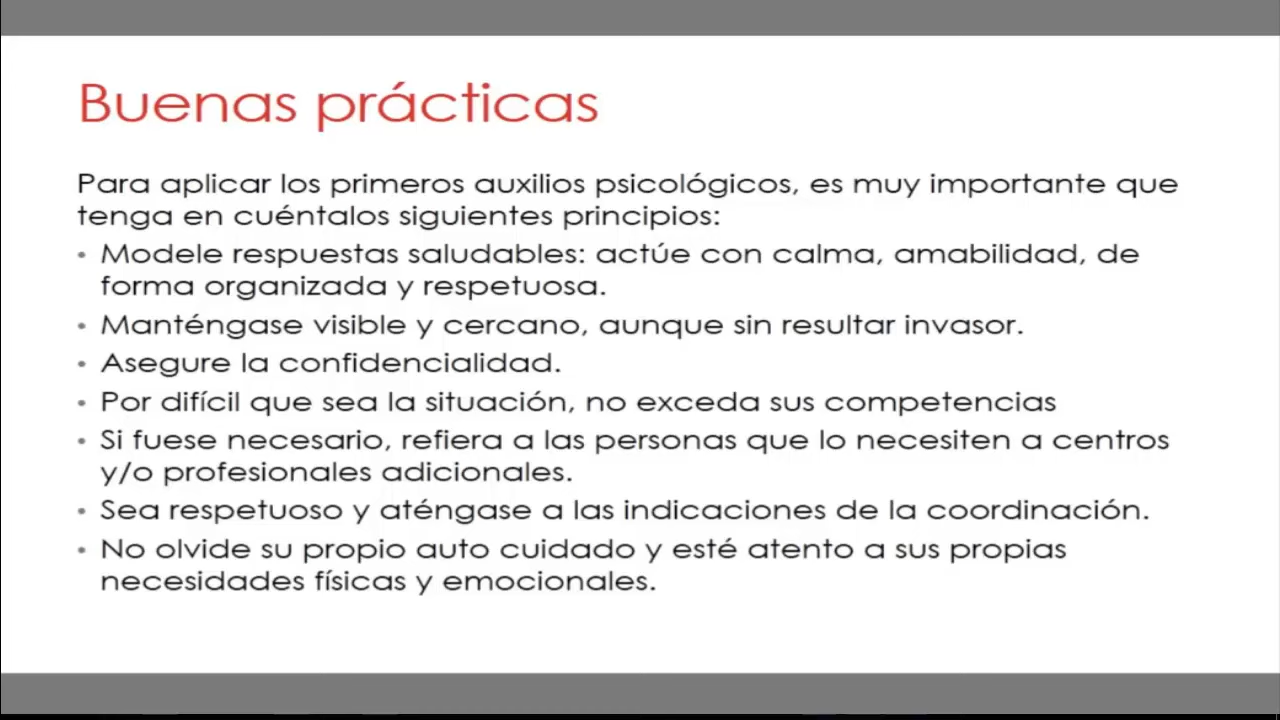 Buenas prácticas
Para aplicar los primeros auxilios psicológicos, es muy importante que
tenga en cuéntalos siguientes principios:
• Modele respuestas saludables: actúe con calma, amabilidad, de
forma organizada y respetuosa.
• Manténgase visible y cercano, aunque sin resultar invasor.
• Asegure la confidencialidad.
• Por difícil que sea la situación, no exceda sus competencias
• Si fuese necesario, refiera a las personas que lo necesiten a centros
y/o profesionales adicionales.
• Sea respetuoso y aténgase a las indicaciones de la coordinación.
• No olvide su propio auto cuidado y esté atento a sus propias
necesidades físicas y emocionales.